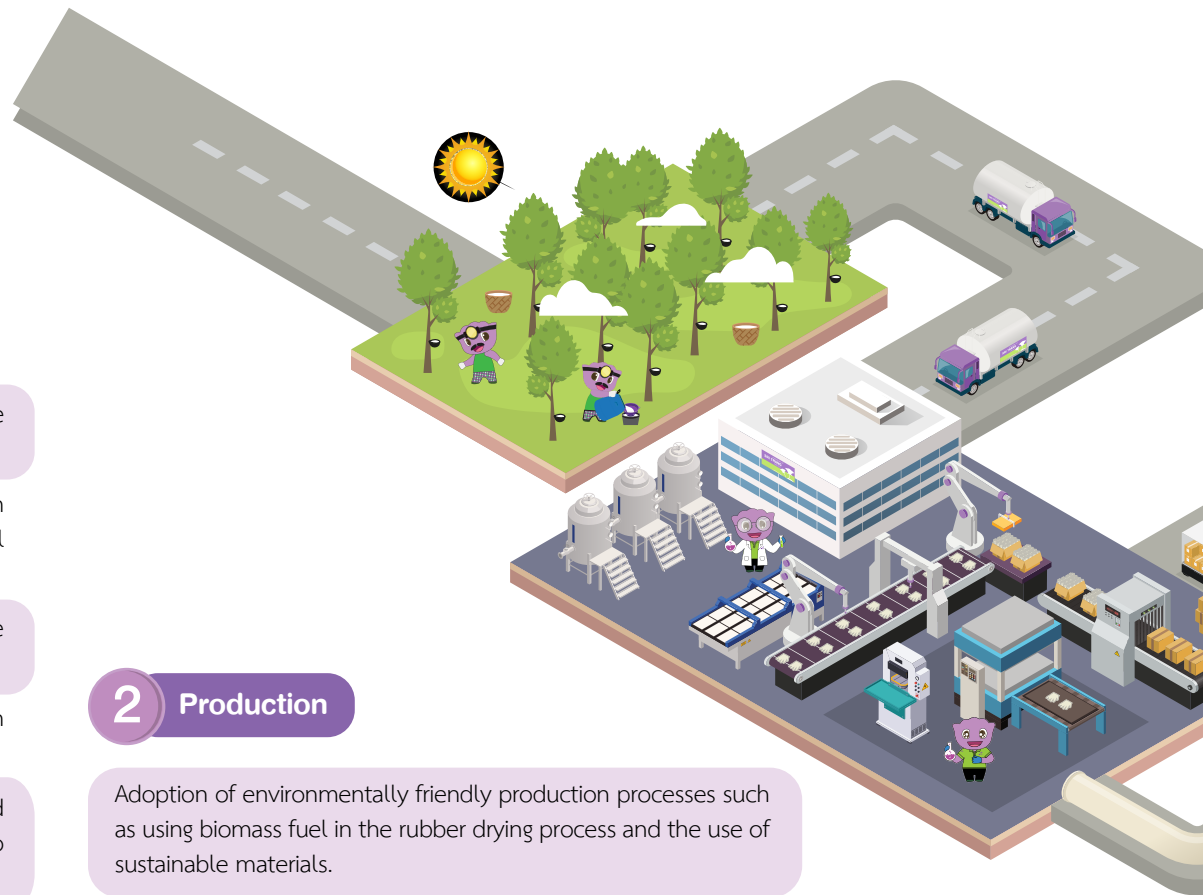 e
n
l
e
n
d
o
2 Production
Adoption of environmentally friendly production processes such
as using biomass fuel in the rubber drying process and the use of
sustainable materials.